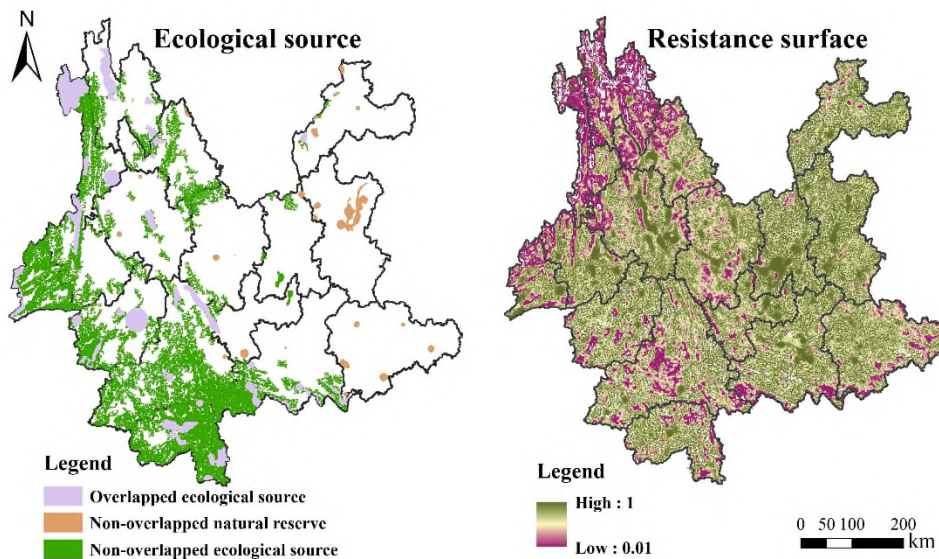 N
Ecological source
Legend
Overlapped ecological source
Non-overlapped natural reserve
Non-overlapped ecological source
Resistance surface
Legend
High : 1
Low : 0.01
0 50 100 200
km